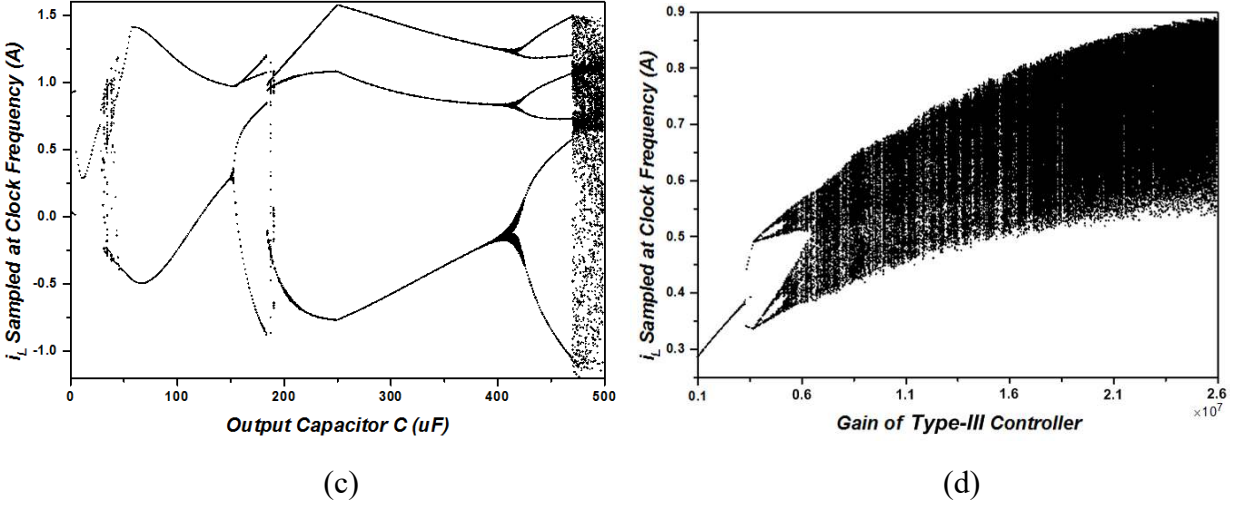 1.5
1.0
0.5
0.0
-0.5
-1.0
i_L Sampled at Clock Frequency (A)
0 100 200 300 400 500
Output Capacitor C (uF)
(c)
0.9
0.8
0.7
0.6
0.5
0.4
0.3
i_L Sampled at Clock Frequency (A)
0.1 0.6 1.1 1.6 2.1 2.6
×10⁷
Gain of Type-III Controller
(d)